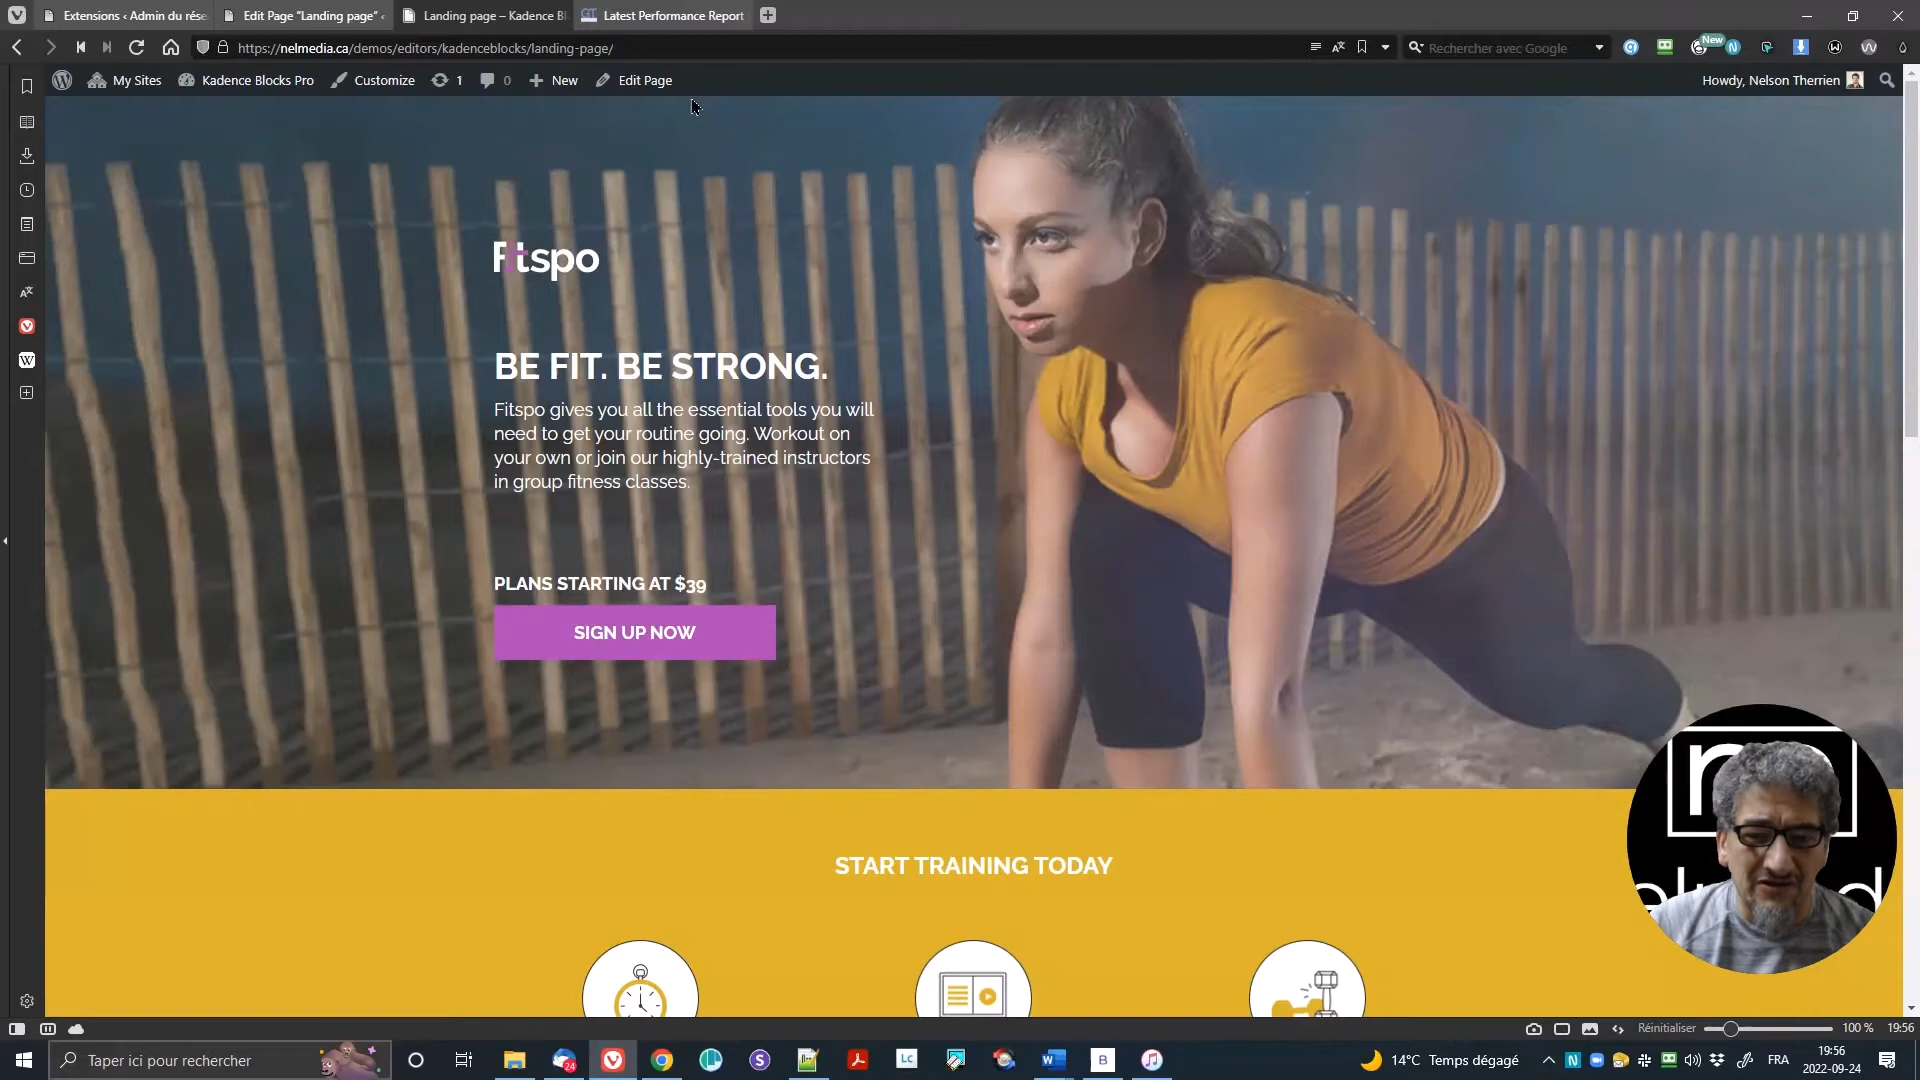 Extensions ‹ Admin du rése
Edit Page "Landing page" ‹
Landing page – Kadence Bl
GT
Latest Performance Report
https://nelmedia.ca/demos/editors/kadenceblocks/landing-page/
Rechercher avec Google
New
My Sites
Kadence Blocks Pro
Customize
1
0
New
Edit Page
Howdy, Nelson Therrien
Fitspo
BE FIT. BE STRONG.
Fitspo gives you all the essential tools you will
need to get your routine going. Workout on
your own or join our highly-trained instructors
in group fitness classes.
PLANS STARTING AT $39
SIGN UP NOW
START TRAINING TODAY
Réinitialiser
100 %
19:56
Taper ici pour rechercher
24
LC
B
14°C Temps dégagé
FRA
19:56
2022-09-24